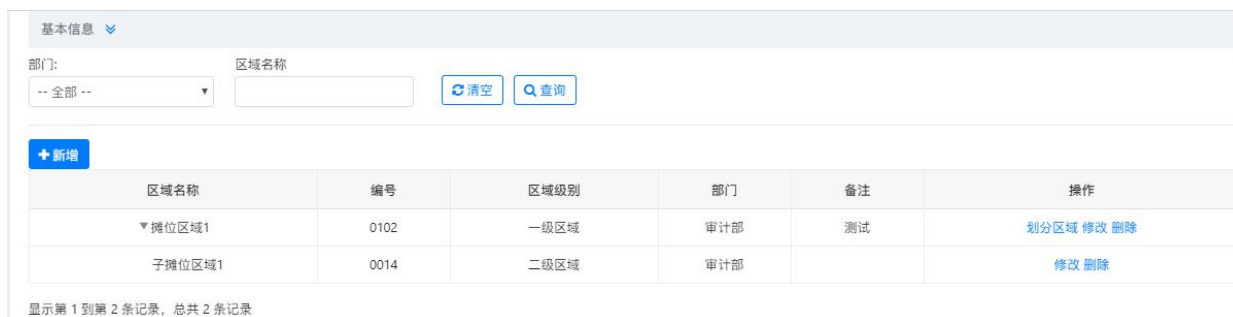 基本信息
部门: 区域名称
-- 全部 -- 清空 查询
新增
区域名称 编号 区域级别 部门 备注 操作
摊位区域1 0102 一级区域 审计部 测试 划分区域 修改 删除
子摊位区域1 0014 二级区域 审计部 修改 删除
显示第 1 到第 2 条记录，总共 2 条记录